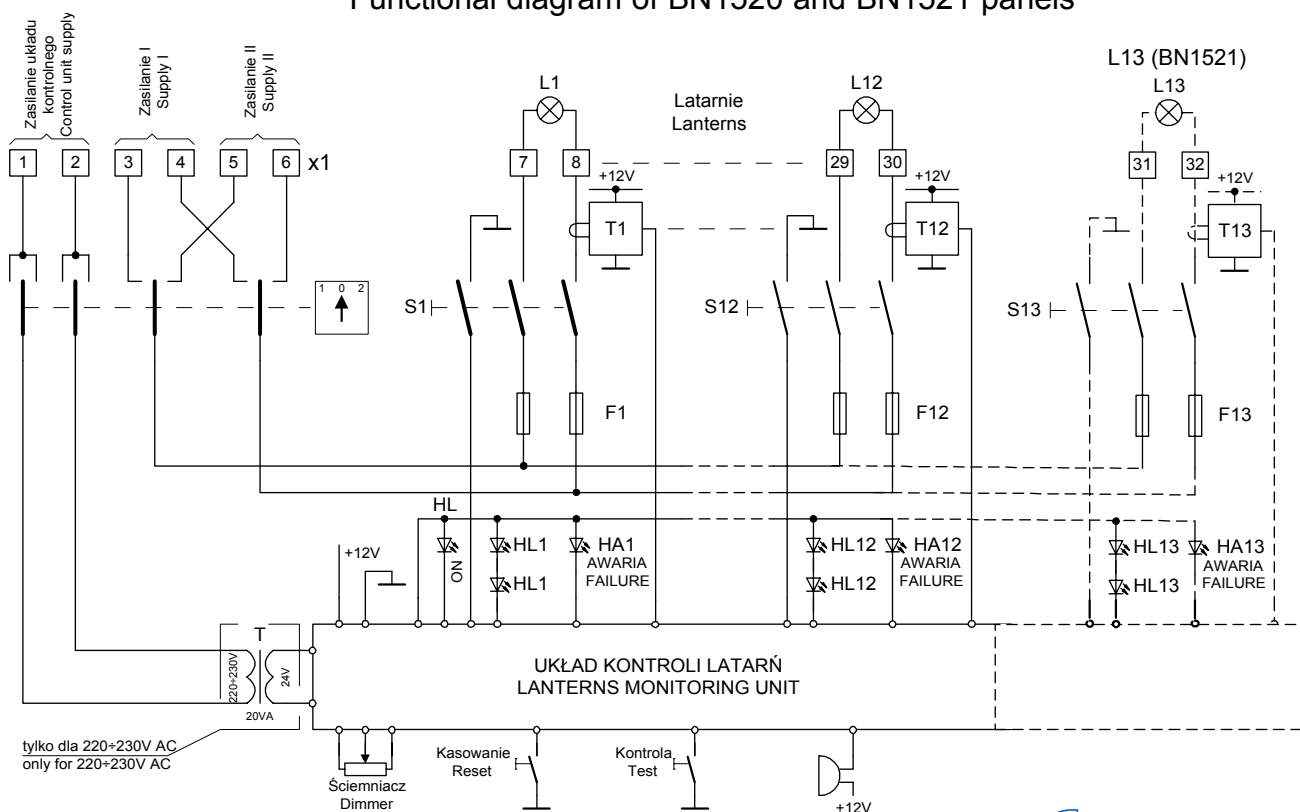 Functional diagram of BN1520 and BN1521 panels
Zasilanie układu
kontrolnego
Control unit supply
Zasilanie I
Supply I
Zasilanie II
Supply II
L1
Latarnie
Lanterns
L12
L13 (BN1521)
L13
1
2
3
4
5
6
x1
7
8
29
30
31
32
+12V
+12V
+12V
T1
T12
T13
1 0 2
S1
S12
S13
F1
F12
F13
HL
ON
HL1
HL1
HA1
AWARIA
FAILURE
HL12
HL12
HA12
AWARIA
FAILURE
HL13
HL13
HA13
AWARIA
FAILURE
+12V
T
220÷230V
24V
20VA
UKŁAD KONTROLI LATARŃ
LANTERNS MONITORING UNIT
tylko dla 220÷230V AC
only for 220÷230V AC
Ściemniacz
Dimmer
Kasowanie
Reset
Kontrola
Test
+12V